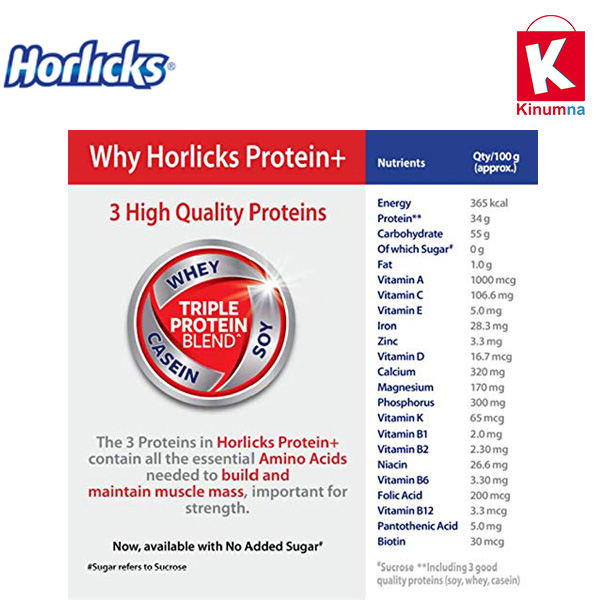 Horlicks®
K
Kinumna
Why Horlicks Protein+
3 High Quality Proteins
WHEY
CASEIN
SOY
TRIPLE
PROTEIN
BLEND^
The 3 Proteins in Horlicks Protein+
contain all the essential Amino Acids
needed to build and
maintain muscle mass, important for
strength.
Now, available with No Added Sugar#
#Sugar refers to Sucrose
Nutrients Qty/100 g
(approx.)
Energy 365 kcal
Protein** 34 g
Carbohydrate 55 g
Of which Sugar# 0 g
Fat 1.0 g
Vitamin A 1000 mcg
Vitamin C 106.6 mg
Vitamin E 5.0 mg
Iron 28.3 mg
Zinc 3.3 mg
Vitamin D 16.7 mcg
Calcium 320 mg
Magnesium 170 mg
Phosphorus 300 mg
Vitamin K 65 mcg
Vitamin B1 2.0 mg
Vitamin B2 2.30 mg
Niacin 26.6 mg
Vitamin B6 3.30 mg
Folic Acid 200 mcg
Vitamin B12 3.3 mcg
Pantothenic Acid 5.0 mg
Biotin 30 mcg
#Sucrose **Including 3 good
quality proteins (soy, whey, casein)